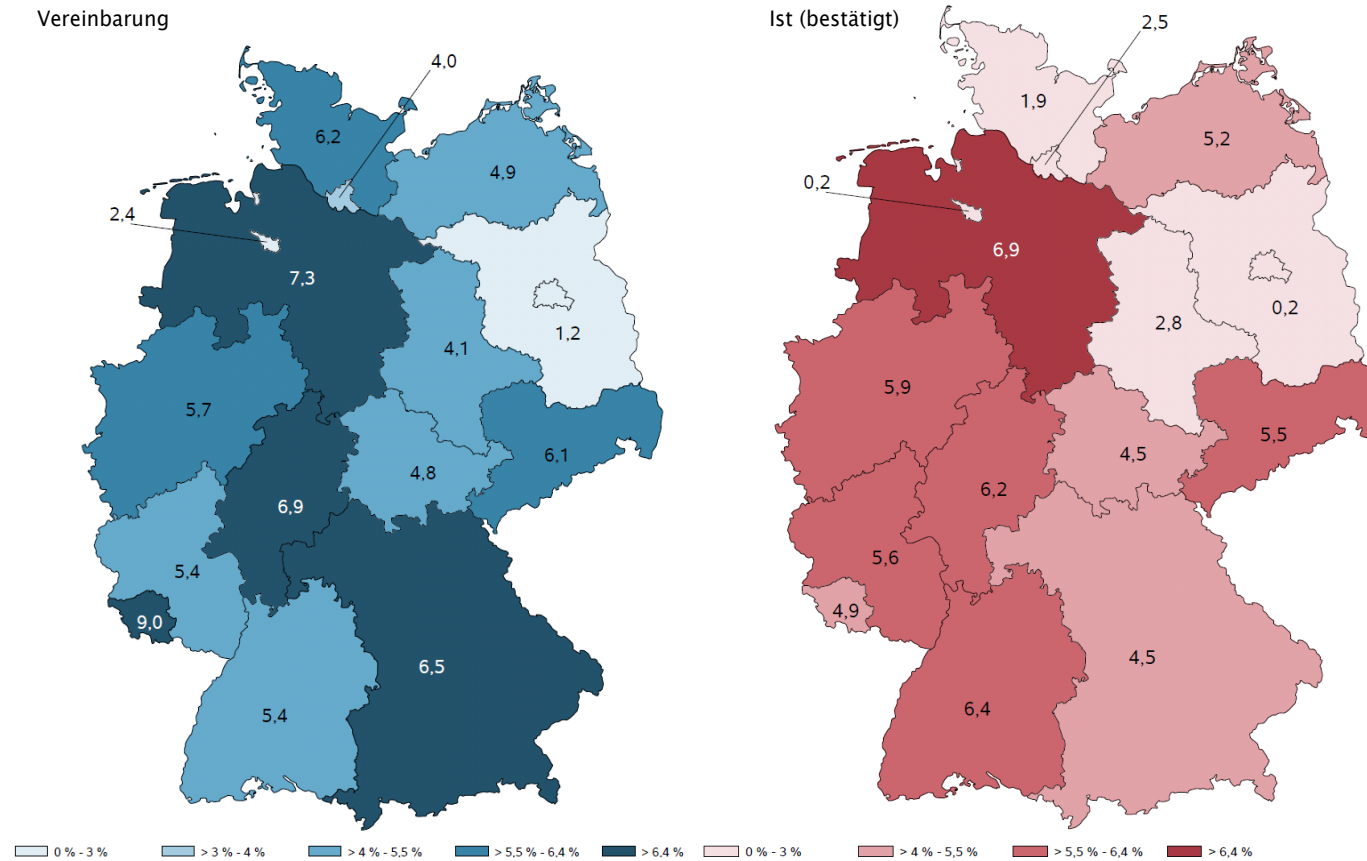 Vereinbarung
4,0
6,2
4,9
2,4
7,3
1,2
4,1
5,7
6,1
4,8
6,9
5,4
9,0
6,5
5,4
0 % - 3 %
> 3 % - 4 %
> 4 % - 5,5 %
> 5,5 % - 6,4 %
> 6,4 %
Ist (bestätigt)
2,5
1,9
5,2
0,2
6,9
0,2
2,8
5,9
5,5
4,5
6,2
5,6
4,9
4,5
6,4
0 % - 3 %
> 4 % - 5,5 %
> 5,5 % - 6,4 %
> 6,4 %